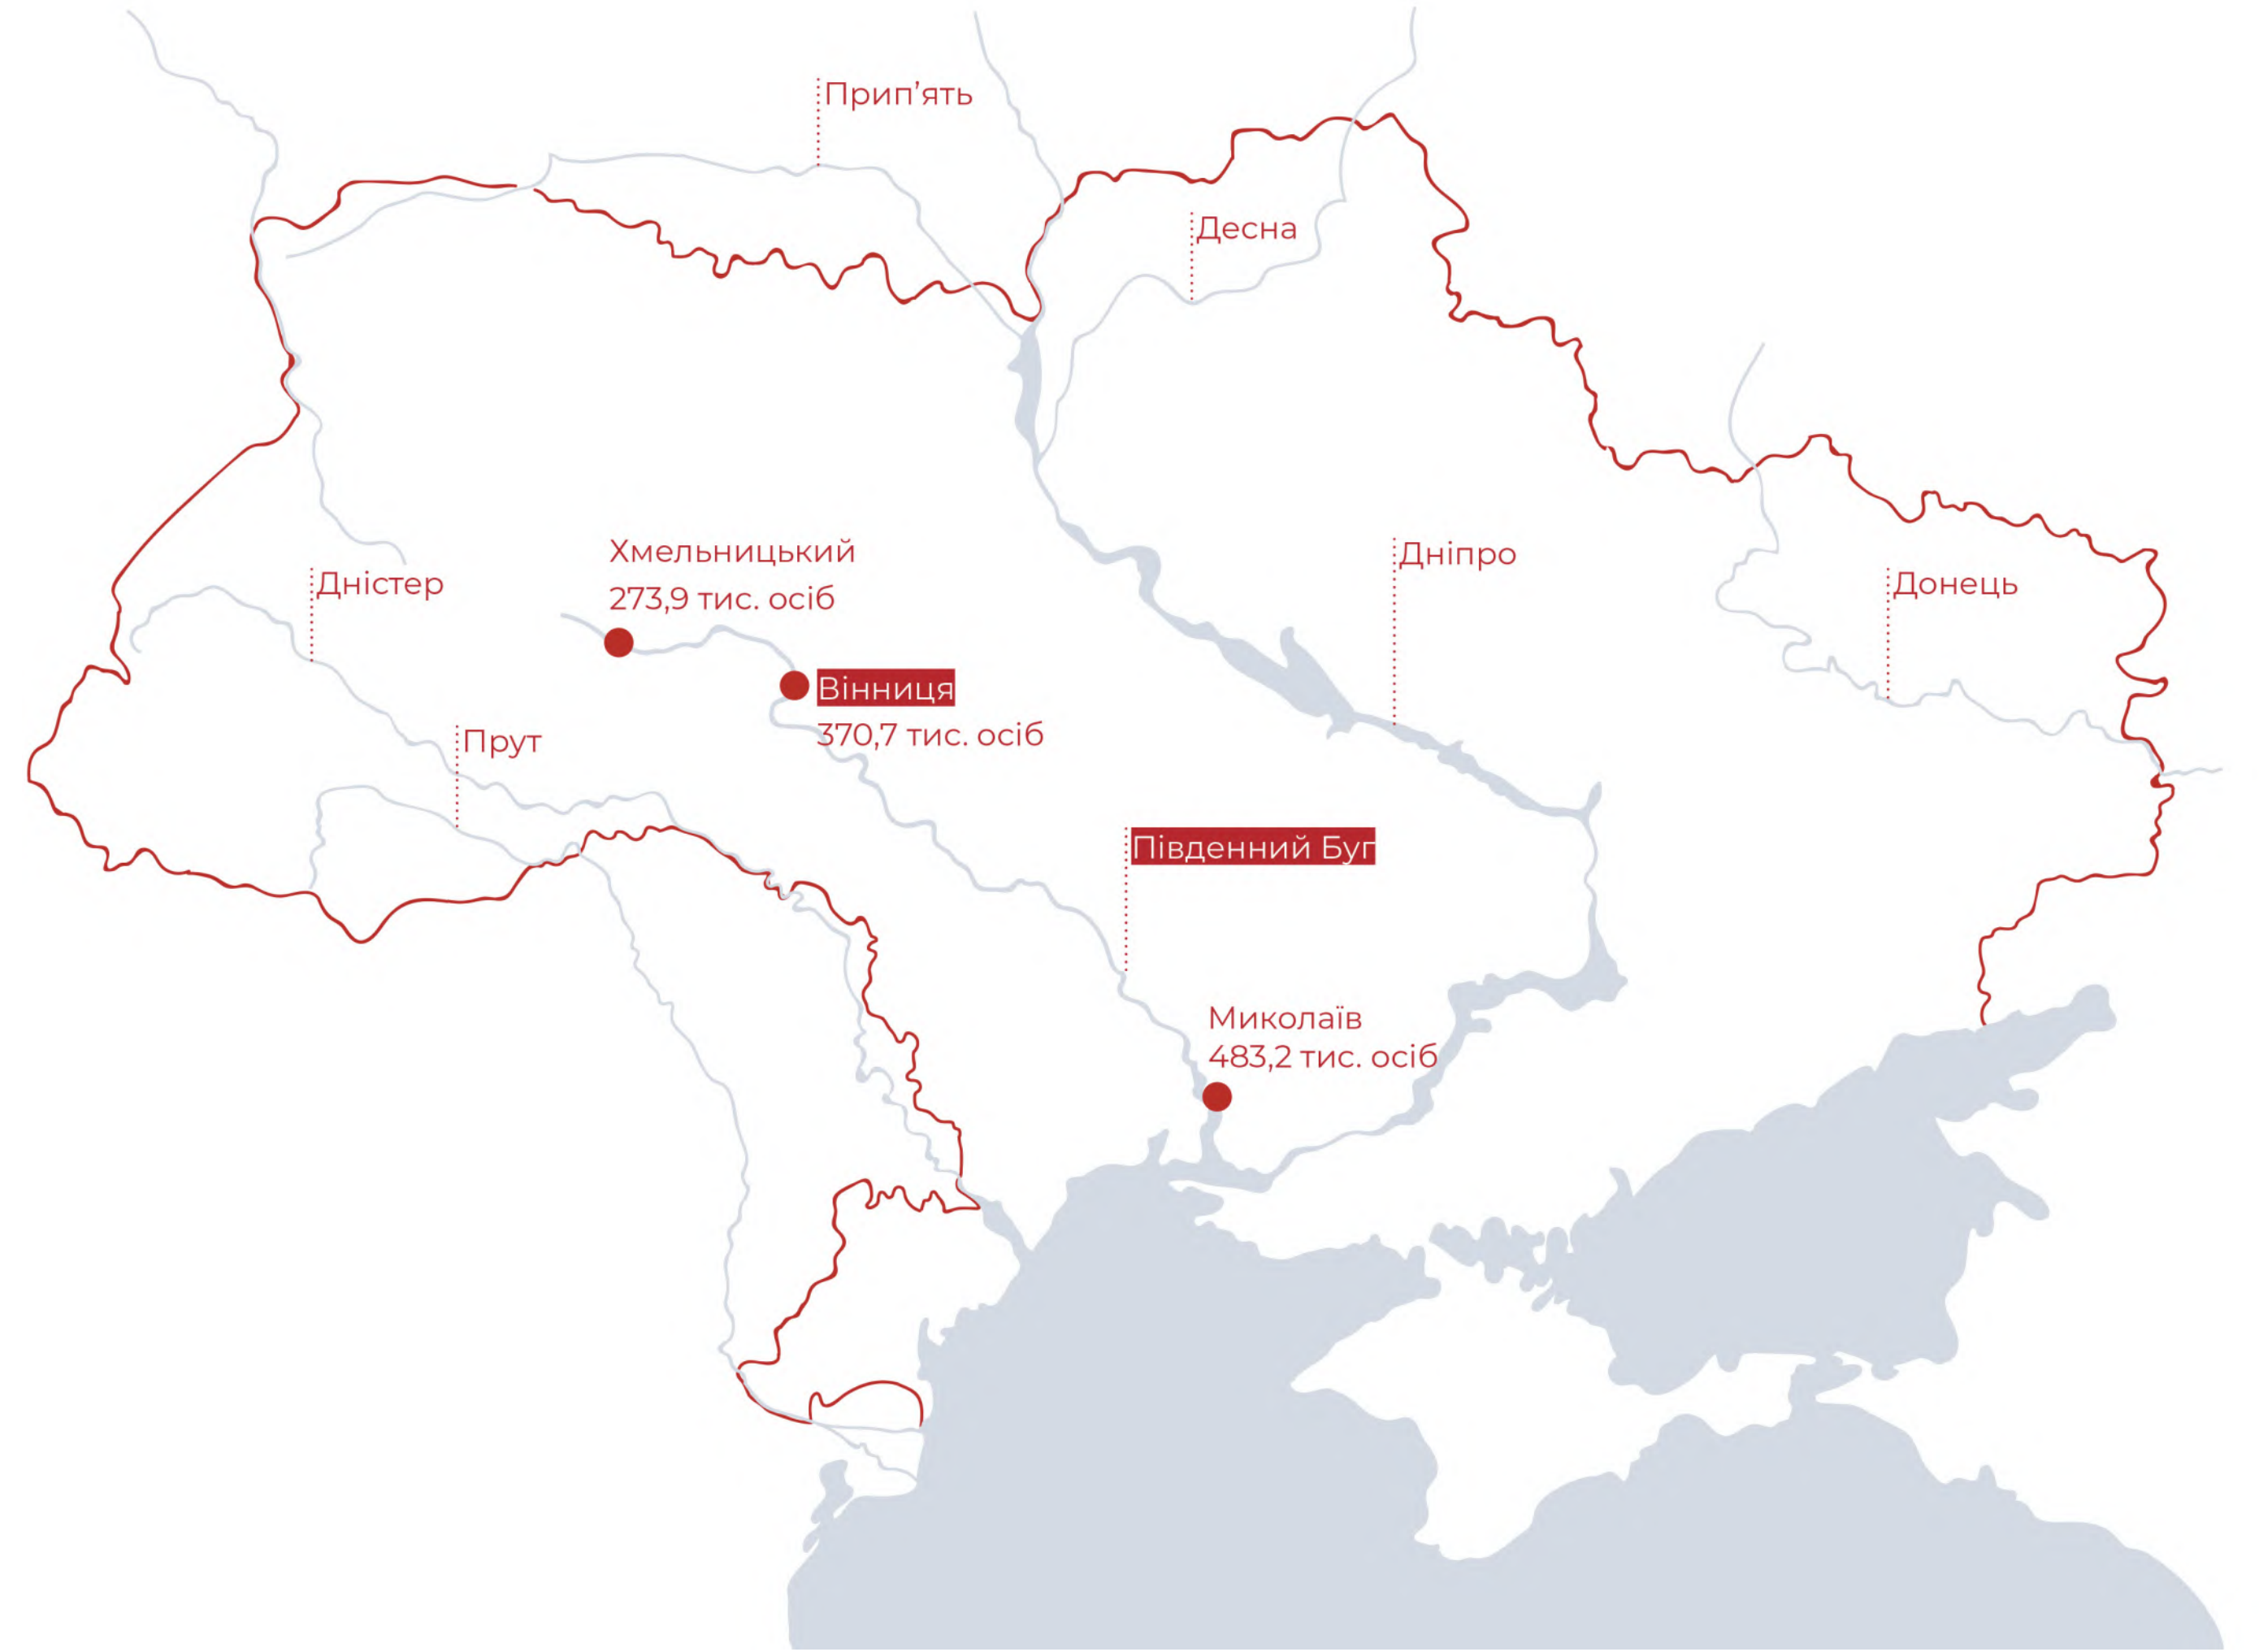 Прип'ять
Десна
Хмельницький
273,9 тис. осіб
Дніпро
Дністер
Донець
Вінниця
370,7 тис. осіб
Прут
Південний Буг
Миколаїв
483,2 тис. осіб